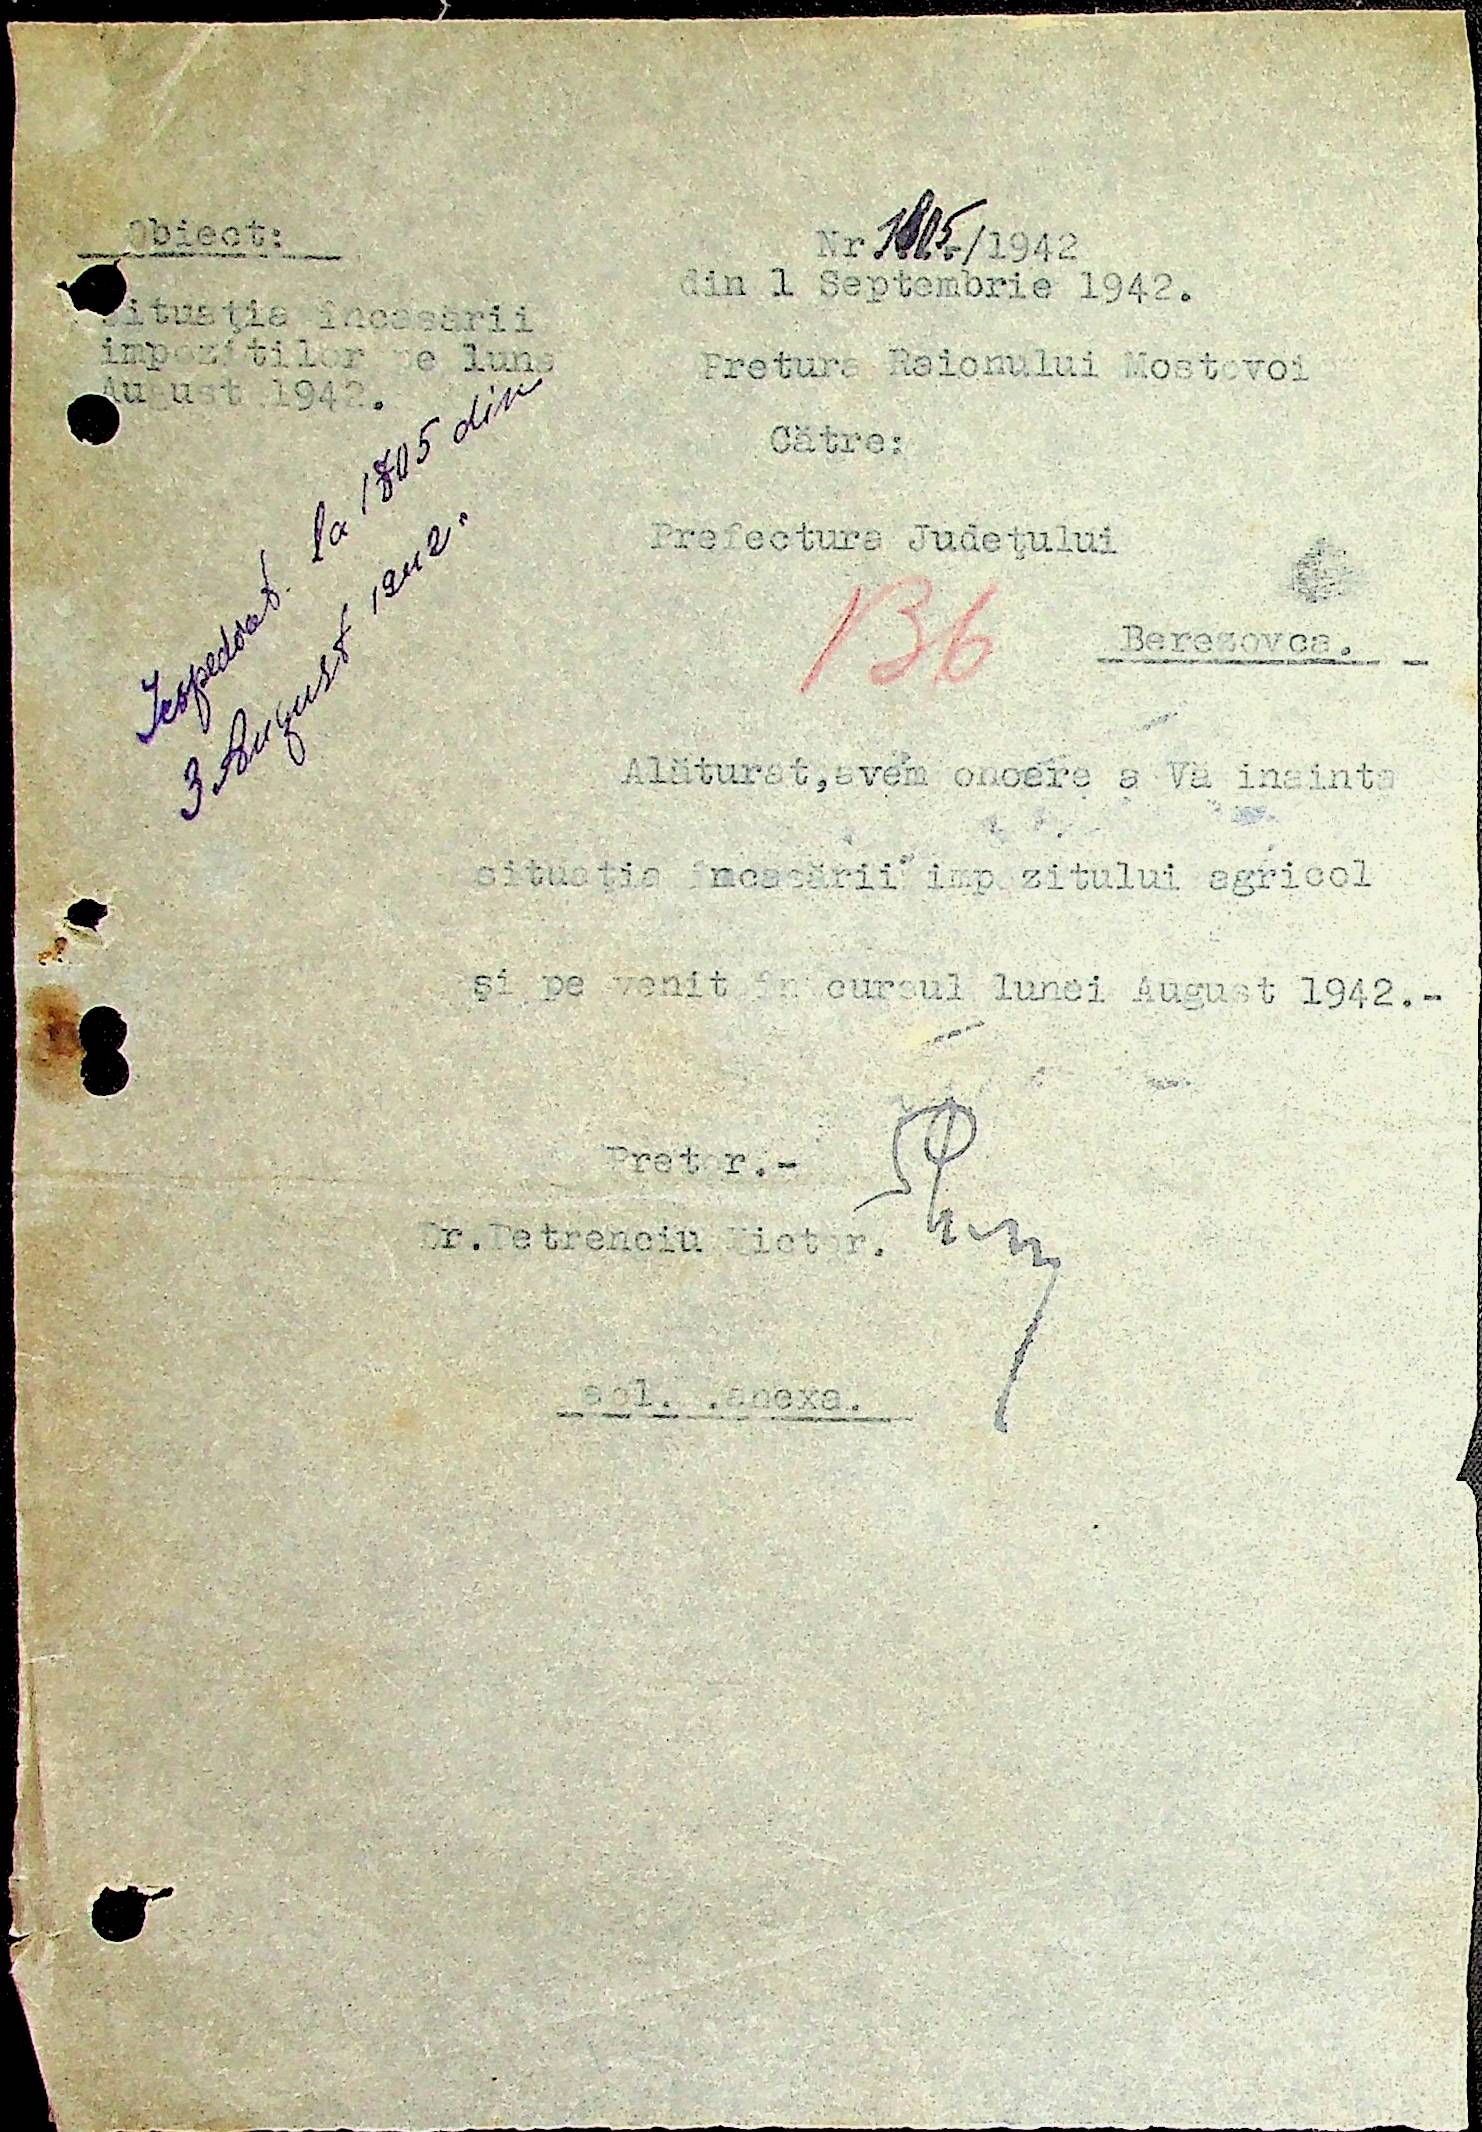 Obiect:
Situaţia încasării
impozitilor pe luna
August 1942.
Nr. 1805-/1942
din 1 Septembrie 1942.
Pretura Raionului Mostovoi
Către:
Prefectura Judeţului
Berezovca.
136
la 1805 din
3 August 1942.
Alăturat, avem onoare a Vă inainta
situaţia încasării impozitului agricol
şi pe venit în cursul lunei August 1942.-
Pretor.-
Dr. Petrenciu Victor.
anexa.